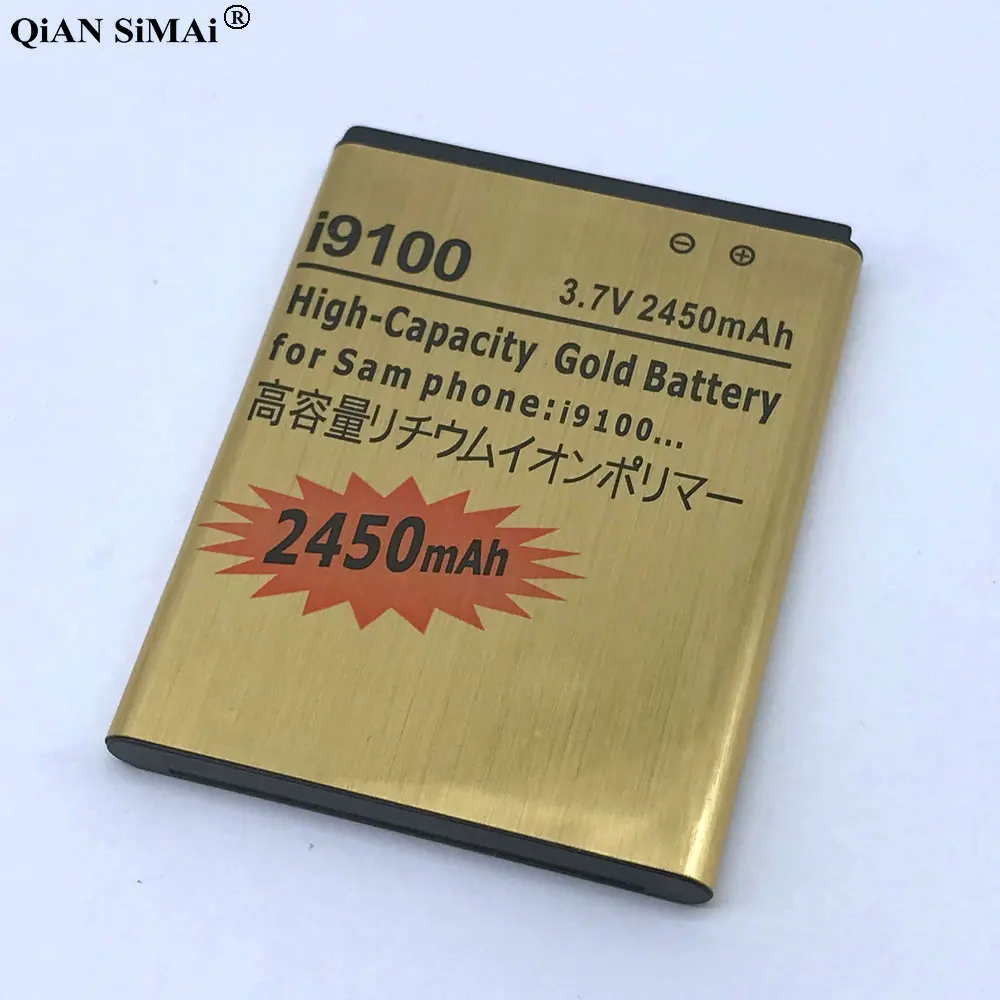 QiAN SiMAi®
i9100
⊖ ⊕
3.7V 2450mAh
High-Capacity Gold Battery
for Sam phone:i9100...
高容量リチウムイオンポリマー
2450mAh